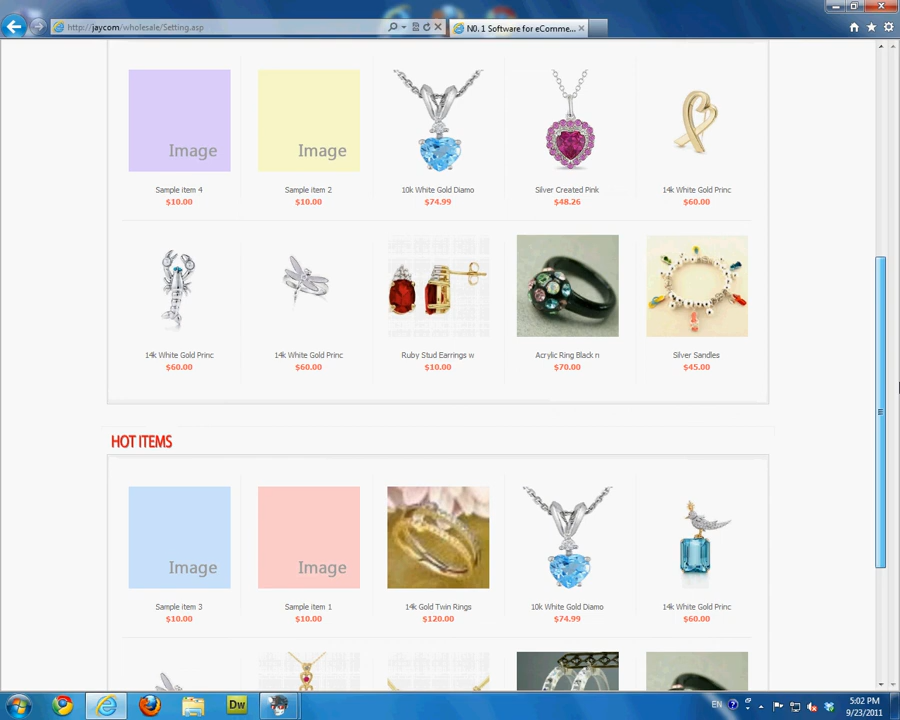 http://jaycom/wholesale/Setting.asp
N0. 1 Software for eComme...
Image
Image
Sample item 4
$10.00
Sample item 2
$10.00
10k White Gold Diamo
$74.99
Silver Created Pink
$48.26
14k White Gold Princ
$60.00
14k White Gold Princ
$60.00
14k White Gold Princ
$60.00
Ruby Stud Earrings w
$10.00
Acrylic Ring Black n
$70.00
Silver Sandles
$45.00
HOT ITEMS
Image
Image
Sample item 3
$10.00
Sample item 1
$10.00
14k Gold Twin Rings
$120.00
10k White Gold Diamo
$74.99
14k White Gold Princ
$60.00
Dw
EN
5:02 PM
9/23/2011